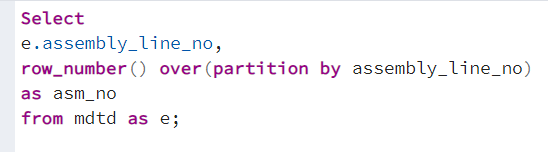 Select
e.assembly_line_no,
row_number() over(partition by assembly_line_no)
as asm_no
from mdtd as e;